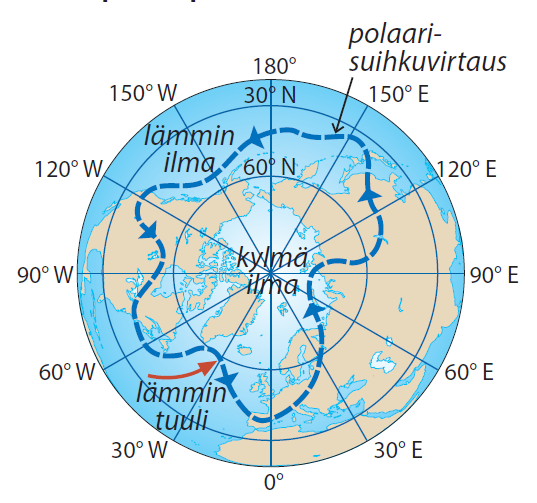 polaari-
suihkuvirtaus
180°
150° W
30° N
150° E
lämmin
ilma
120° W
60° N
120° E
kylmä
ilma
90° W
90° E
60° W
60° E
lämmin
tuuli
30° W
30° E
0°